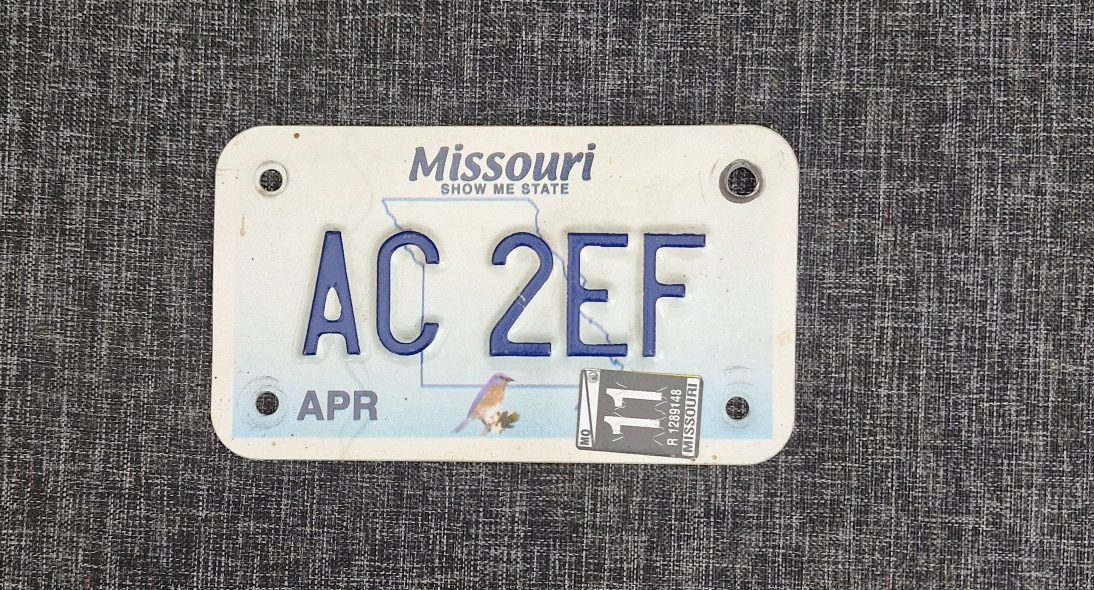 Missouri
SHOW ME STATE
AC 2EF
APR
MO
11
R 1289148
MISSOURI